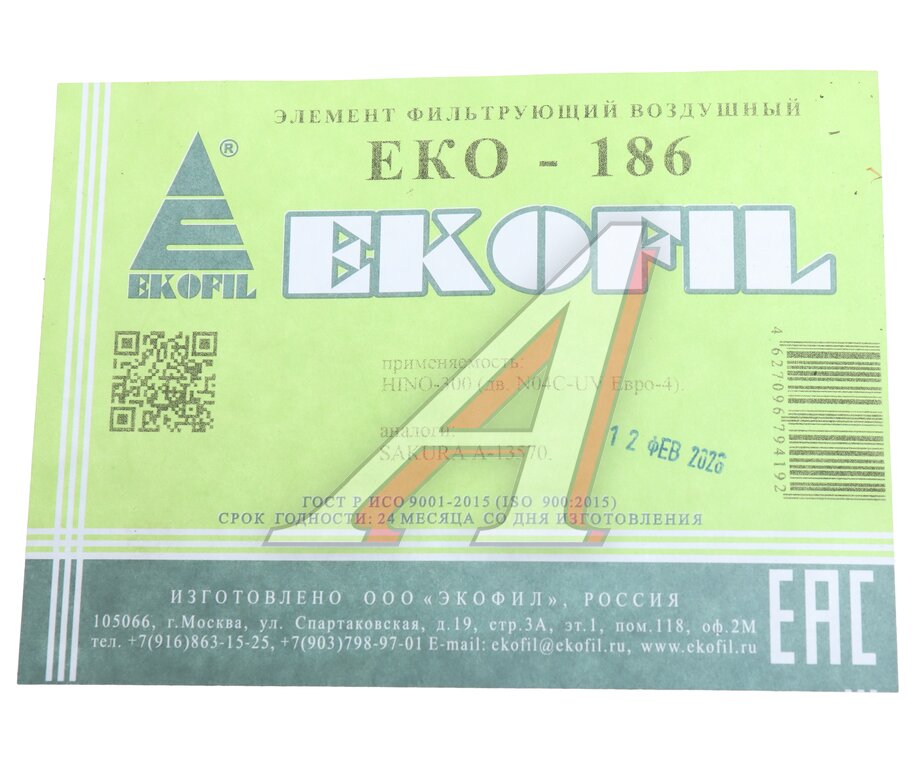 ЭЛЕМЕНТ ФИЛЬТРУЮЩИЙ ВОЗДУШНЫЙ
ЕКО - 186
®
EKOFIL
EKOFIL
применяемость:
HINO-300 (дв. N04C-UV Евро-4).
аналоги:
SAKURA A-13570.
12 ФЕВ 2026
4627096794192
ГОСТ Р ИСО 9001-2015 (ISO 900:2015)
СРОК ГОДНОСТИ: 24 МЕСЯЦА СО ДНЯ ИЗГОТОВЛЕНИЯ
ИЗГОТОВЛЕНО ООО «ЭКОФИЛ», РОССИЯ
105066, г.Москва, ул. Спартаковская, д.19, стр.3А, эт.1, пом.118, оф.2М
тел. +7(916)863-15-25, +7(903)798-97-01 E-mail: ekofil@ekofil.ru, www.ekofil.ru
EAC